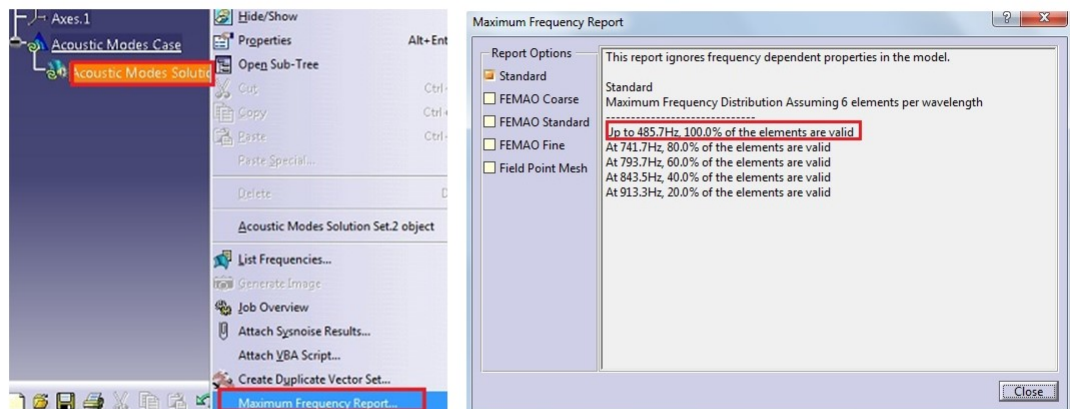 Axes.1
Acoustic Modes Case
Acoustic Modes Solutio
Hide/Show
Properties Alt+Ent
Open Sub-Tree
Cut Ctrl+
Copy Ctrl+
Paste Ctrl+
Paste Special...
Delete D
Acoustic Modes Solution Set.2 object
List Frequencies...
Generate Image
Job Overview
Attach Sysnoise Results...
Attach VBA Script...
Create Duplicate Vector Set...
Maximum Frequency Report...
Maximum Frequency Report
Report Options
Standard
FEMAO Coarse
FEMAO Standard
FEMAO Fine
Field Point Mesh
This report ignores frequency dependent properties in the model.
Standard
Maximum Frequency Distribution Assuming 6 elements per wavelength
------------------------------
Up to 485.7Hz, 100.0% of the elements are valid
At 741.7Hz, 80.0% of the elements are valid
At 793.7Hz, 60.0% of the elements are valid
At 843.5Hz, 40.0% of the elements are valid
At 913.3Hz, 20.0% of the elements are valid
Close